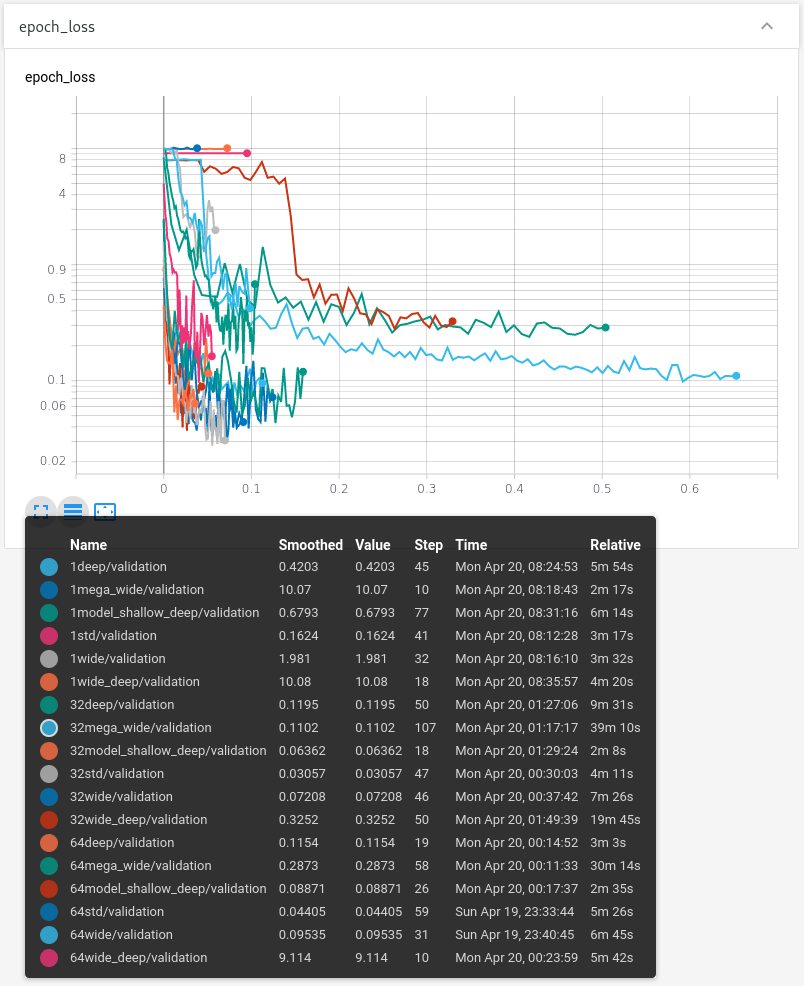 epoch_loss
epoch_loss
8
4
0.9
0.5
0.1
0.06
0.02
0 0.1 0.2 0.3 0.4 0.5 0.6
Name Smoothed Value Step Time Relative
1deep/validation 0.4203 0.4203 45 Mon Apr 20, 08:24:53 5m 54s
1mega_wide/validation 10.07 10.07 10 Mon Apr 20, 08:18:43 2m 17s
1model_shallow_deep/validation 0.6793 0.6793 77 Mon Apr 20, 08:31:16 6m 14s
1std/validation 0.1624 0.1624 41 Mon Apr 20, 08:12:28 3m 17s
1wide/validation 1.981 1.981 32 Mon Apr 20, 08:16:10 3m 32s
1wide_deep/validation 10.08 10.08 18 Mon Apr 20, 08:35:57 4m 20s
32deep/validation 0.1195 0.1195 50 Mon Apr 20, 01:27:06 9m 31s
32mega_wide/validation 0.1102 0.1102 107 Mon Apr 20, 01:17:17 39m 10s
32model_shallow_deep/validation 0.06362 0.06362 18 Mon Apr 20, 01:29:24 2m 8s
32std/validation 0.03057 0.03057 47 Mon Apr 20, 00:30:03 4m 11s
32wide/validation 0.07208 0.07208 46 Mon Apr 20, 00:37:42 7m 26s
32wide_deep/validation 0.3252 0.3252 50 Mon Apr 20, 01:49:39 19m 45s
64deep/validation 0.1154 0.1154 19 Mon Apr 20, 00:14:52 3m 3s
64mega_wide/validation 0.2873 0.2873 58 Mon Apr 20, 00:11:33 30m 14s
64model_shallow_deep/validation 0.08871 0.08871 26 Mon Apr 20, 00:17:37 2m 35s
64std/validation 0.04405 0.04405 59 Sun Apr 19, 23:33:44 5m 26s
64wide/validation 0.09535 0.09535 31 Sun Apr 19, 23:40:45 6m 45s
64wide_deep/validation 9.114 9.114 10 Mon Apr 20, 00:23:59 5m 42s